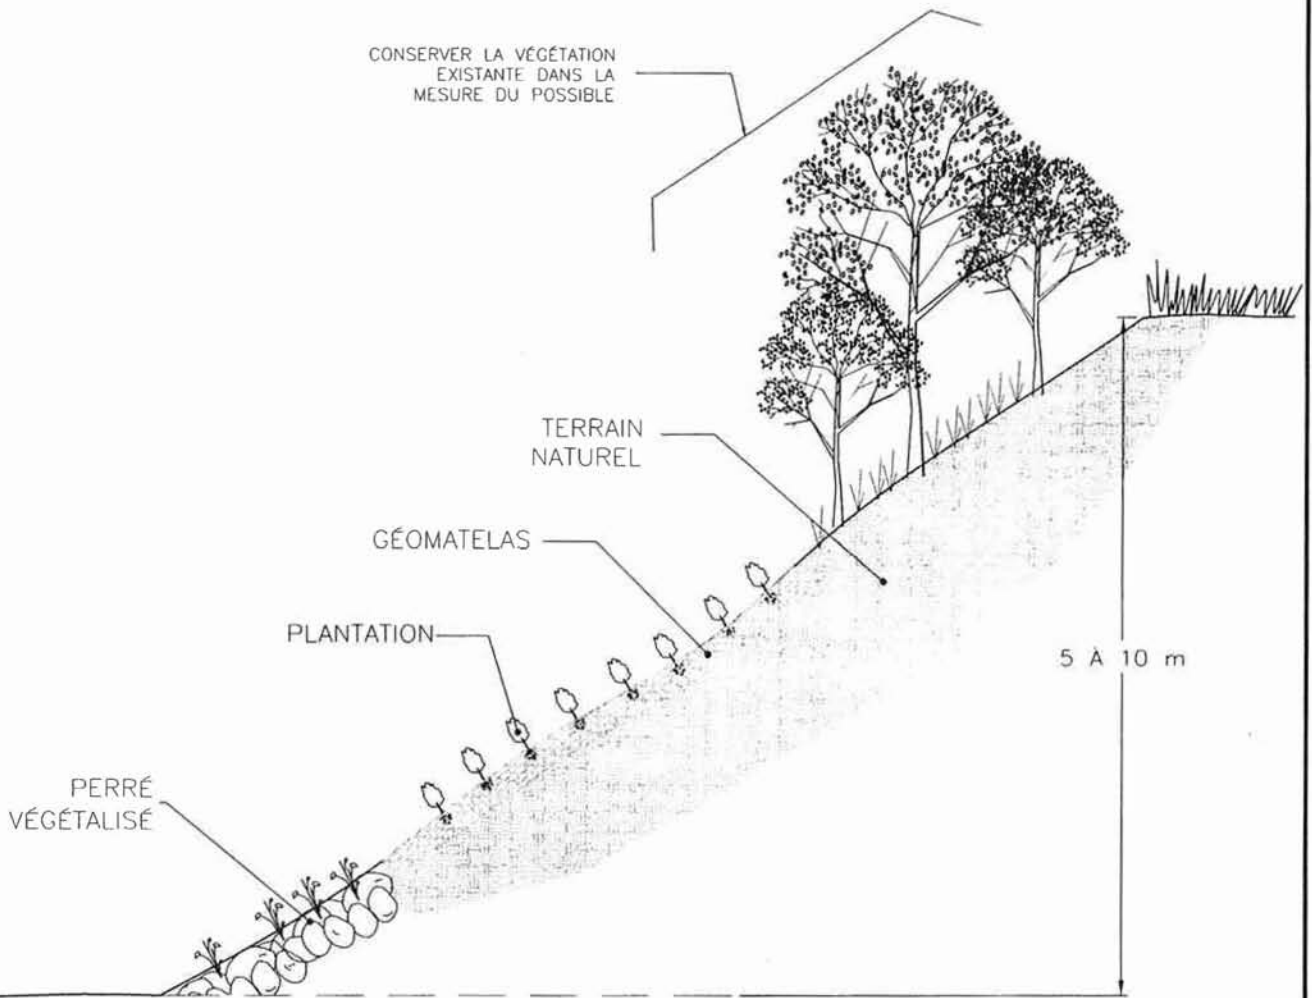 CONSERVER LA VÉGÉTATION
EXISTANTE DANS LA
MESURE DU POSSIBLE
TERRAIN
NATUREL
GÉOMATELAS
PLANTATION
5 À 10 m
PERRÉ
VÉGÉTALISÉ